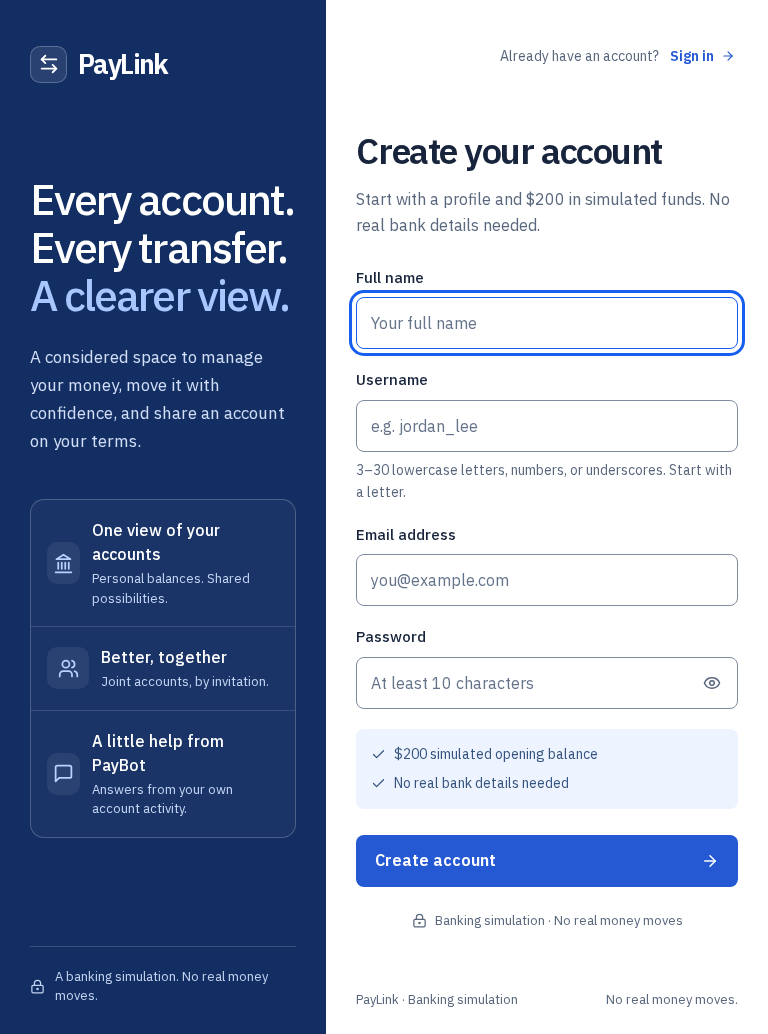 PayLink
Every account.
Every transfer.
A clearer view.
A considered space to manage
your money, move it with
confidence, and share an account
on your terms.
One view of your
accounts
Personal balances. Shared
possibilities.
Better, together
Joint accounts, by invitation.
A little help from
PayBot
Answers from your own
account activity.
A banking simulation. No real money
moves.
Already have an account? Sign in
Create your account
Start with a profile and $200 in simulated funds. No
real bank details needed.
Full name
Your full name
Username
e.g. jordan_lee
3–30 lowercase letters, numbers, or underscores. Start with
a letter.
Email address
you@example.com
Password
At least 10 characters
$200 simulated opening balance
No real bank details needed
Create account
Banking simulation · No real money moves
PayLink · Banking simulation
No real money moves.